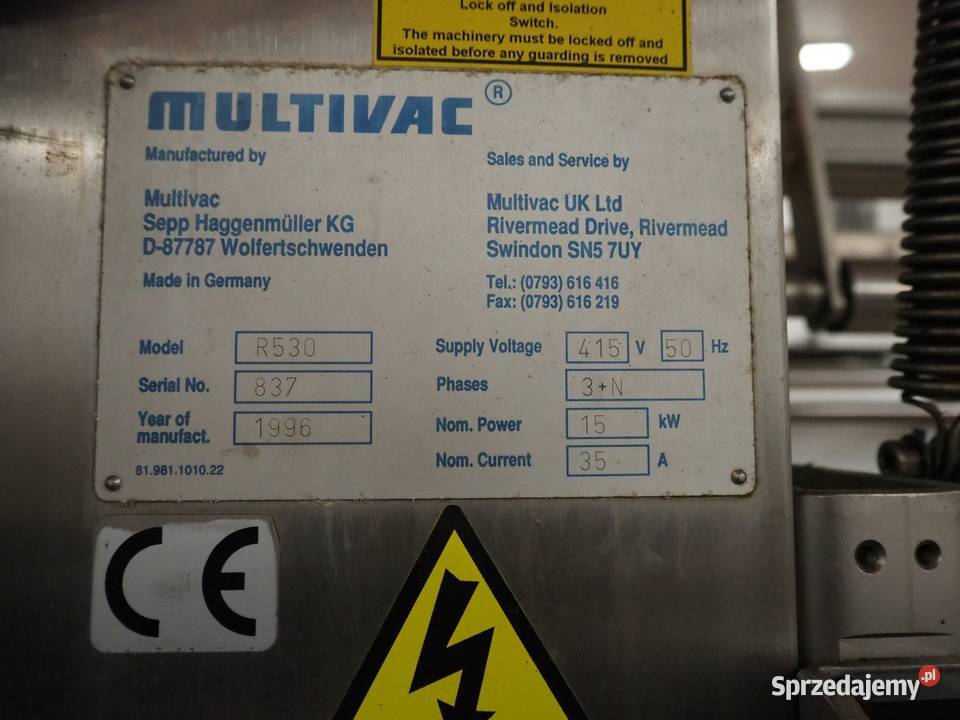 Lock off and Isolation
Switch.
The machinery must be locked off and
isolated before any guarding is removed
MULTIVAC ®
Manufactured by
Multivac
Sepp Haggenmüller KG
D-87787 Wolfertschwenden
Made in Germany
Sales and Service by
Multivac UK Ltd
Rivermead Drive, Rivermead
Swindon SN5 7UY
Tel.: (0793) 616 416
Fax: (0793) 616 219
Model R530
Serial No. 837
Year of
manufact. 1996
81.981.1010.22
Supply Voltage 415 V 50 Hz
Phases 3+N
Nom. Power 15 kW
Nom. Current 35 A
CE
Sprzedajemy.pl